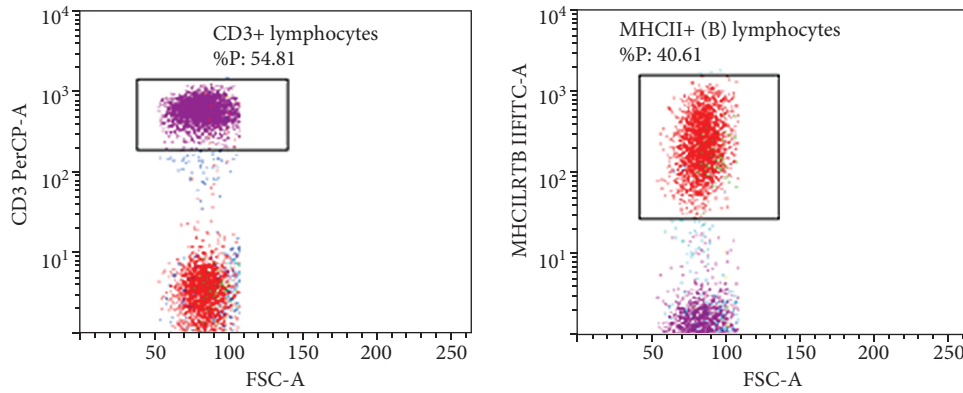 CD3+ lymphocytes
%P: 54.81
10⁴
10³
10²
10¹
CD3 PerCP-A
50 100 150 200 250
FSC-A
MHCII+ (B) lymphocytes
%P: 40.61
10⁴
10³
10²
10¹
MHCILRTB IIFITC-A
50 100 150 200 250
FSC-A